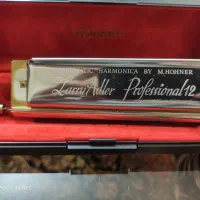 HARMONICA BY M. HOHNER
Larry Adler Professional 12